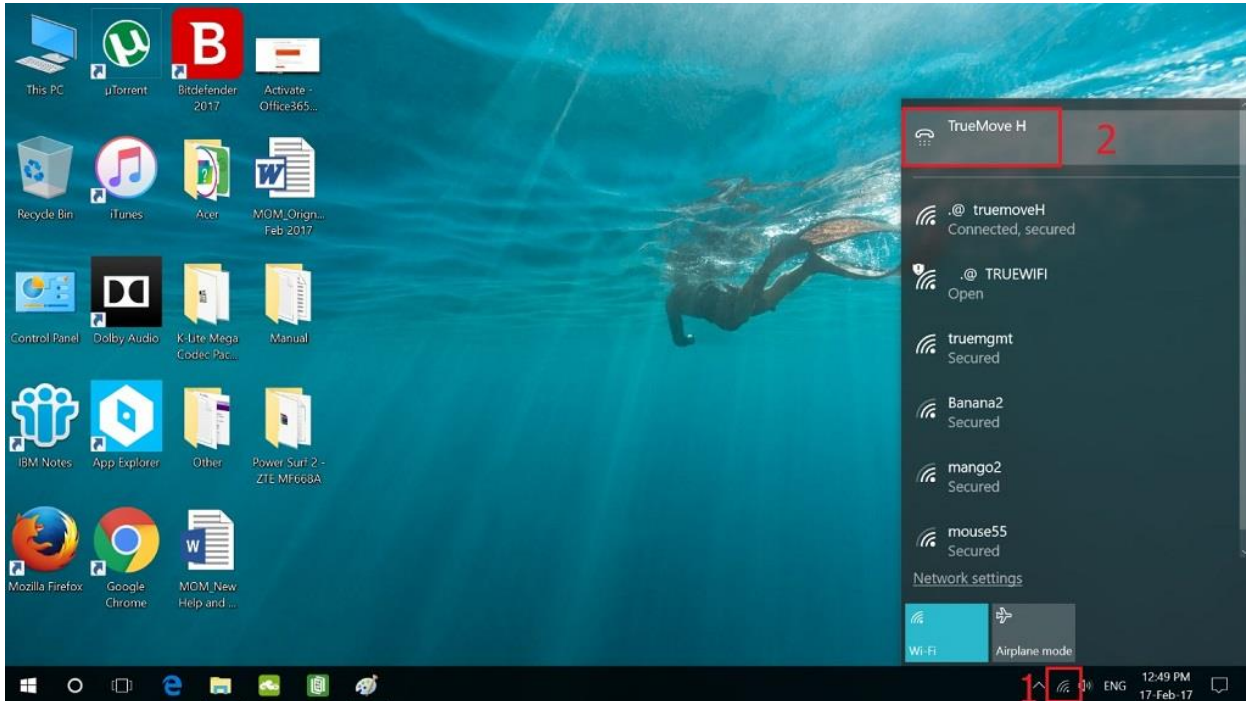 This PC
µTorrent
Bitdefender
2017
Activate -
Office365...
Recycle Bin
iTunes
Acer
MOM_Orign...
Feb 2017
Control Panel
Dolby Audio
K-Lite Mega
Codec Pac...
Manual
IBM Notes
App Explorer
Other
Power Surf 2 -
ZTE MF668A
Mozilla Firefox
Google
Chrome
MOM_New
Help and ...
TrueMove H
2
.@ truemoveH
Connected, secured
.@ TRUEWIFI
Open
truemgmt
Secured
Banana2
Secured
mango2
Secured
mouse55
Secured
Network settings
Wi-Fi
Airplane mode
1
ENG
12:49 PM
17-Feb-17